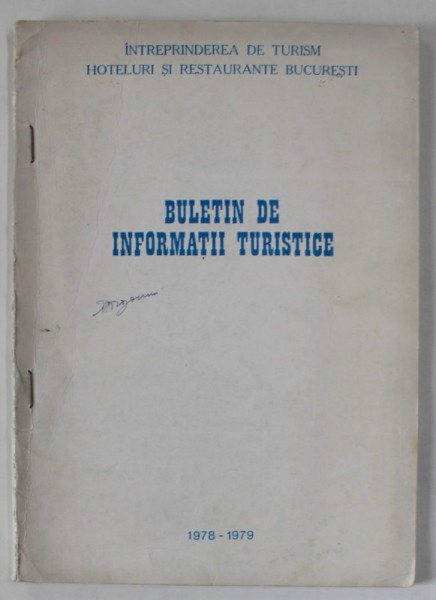 ÎNTREPRINDEREA DE TURISM
HOTELURI ȘI RESTAURANTE BUCUREȘTI
BULETIN DE
INFORMAȚII TURISTICE
1978 - 1979